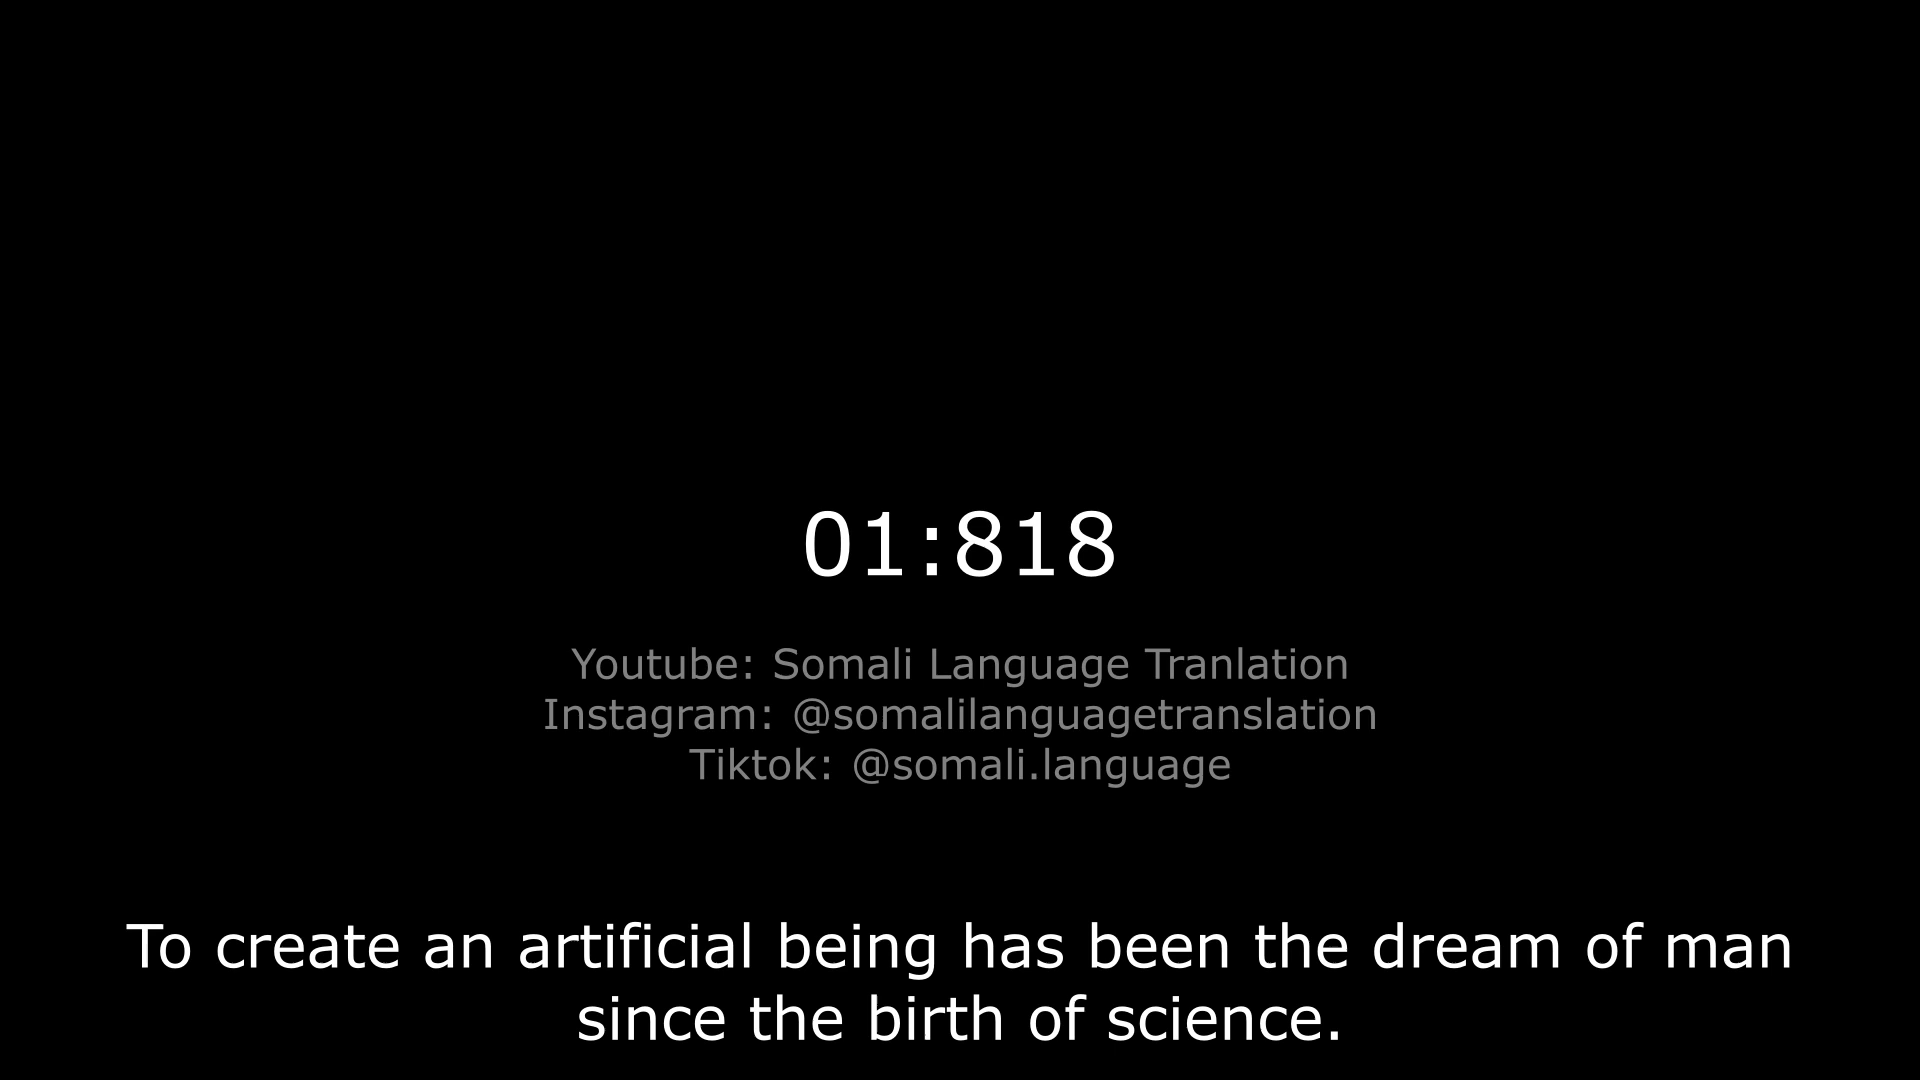 01:818
Youtube: Somali Language Tranlation
Instagram: @somalilanguagetranslation
Tiktok: @somali.language
To create an artificial being has been the dream of man
since the birth of science.